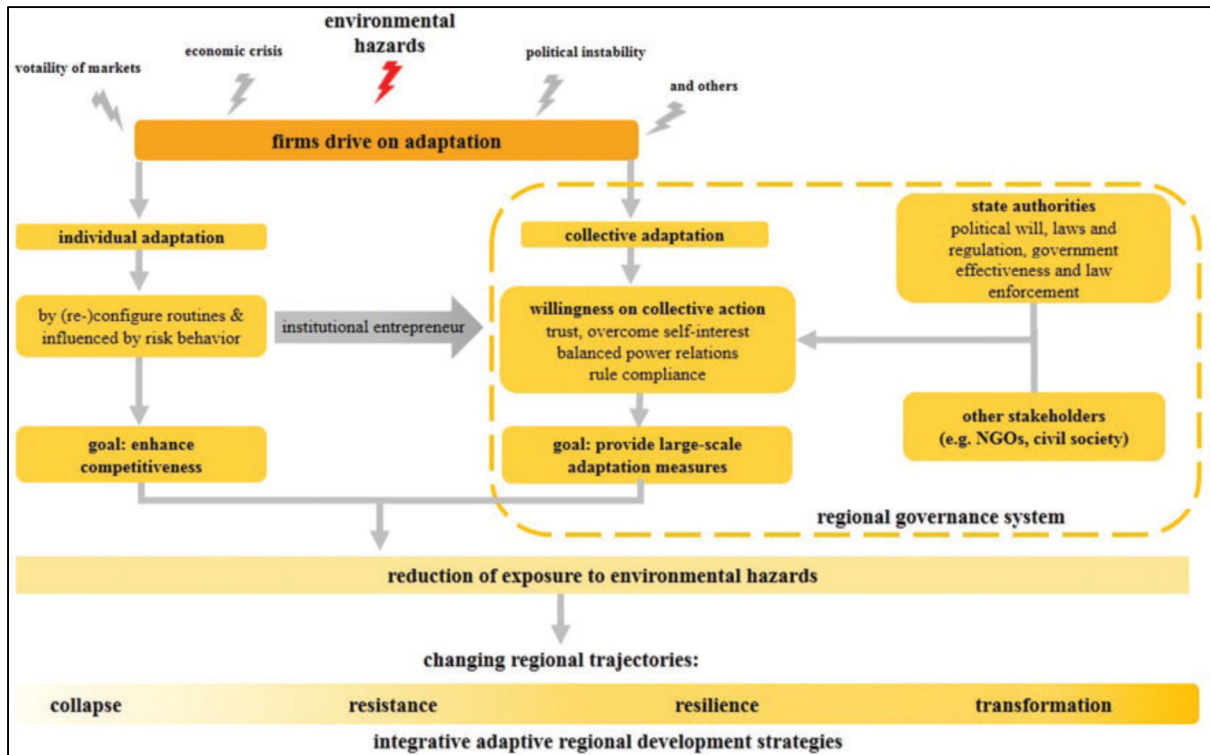 environmental
hazards
economic crisis
political instability
votaility of markets
and others
firms drive on adaptation
individual adaptation
collective adaptation
state authorities
political will, laws and
regulation, government
effectiveness and law
enforcement
by (re-)configure routines &
influenced by risk behavior
institutional entrepreneur
willingness on collective action
trust, overcome self-interest
balanced power relations
rule compliance
other stakeholders
(e.g. NGOs, civil society)
goal: enhance
competitiveness
goal: provide large-scale
adaptation measures
regional governance system
reduction of exposure to environmental hazards
changing regional trajectories:
collapse resistance resilience transformation
integrative adaptive regional development strategies